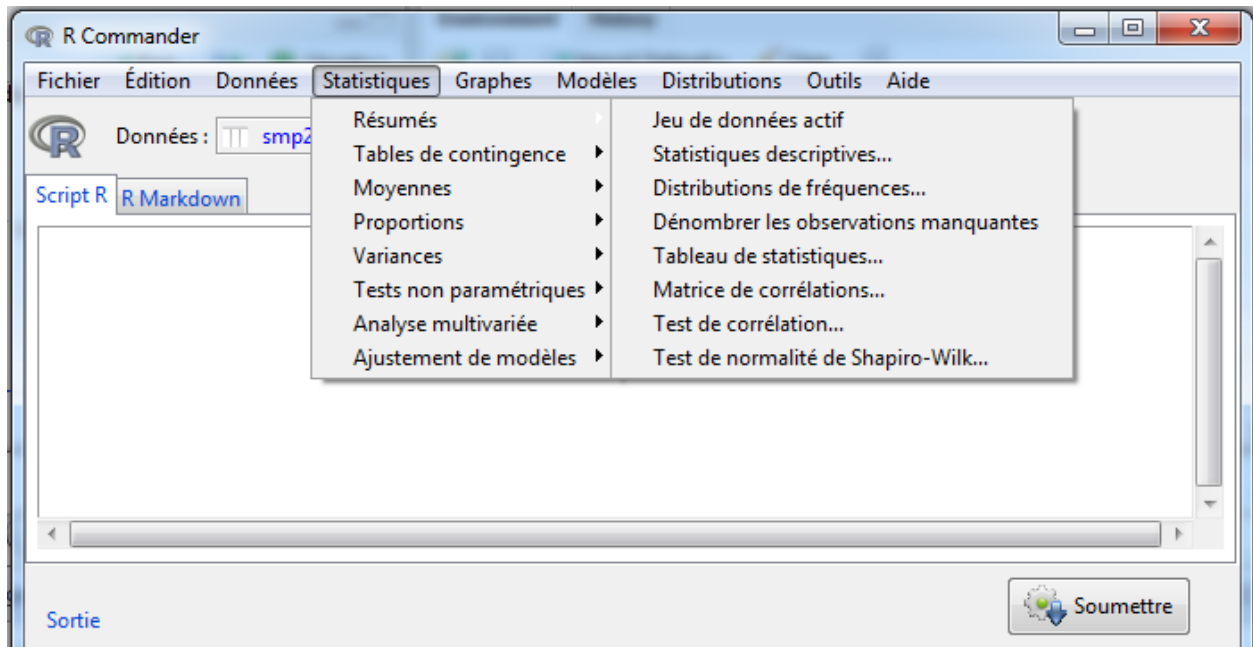 R Commander
Fichier Édition Données Statistiques Graphes Modèles Distributions Outils Aide
Données : smp2
Script R R Markdown
Résumés
Tables de contingence
Moyennes
Proportions
Variances
Tests non paramétriques
Analyse multivariée
Ajustement de modèles
Jeu de données actif
Statistiques descriptives...
Distributions de fréquences...
Dénombrer les observations manquantes
Tableau de statistiques...
Matrice de corrélations...
Test de corrélation...
Test de normalité de Shapiro-Wilk...
Sortie
Soumettre